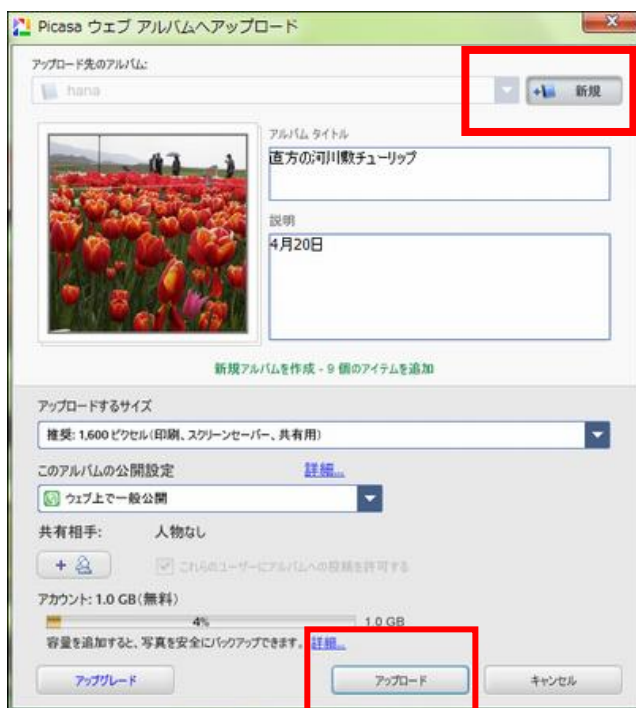 Picasa ウェブ アルバムへアップロード
アップロード先のアルバム:
hana
新規
アルバム タイトル
直方の河川敷チューリップ
説明
4月20日
新規アルバムを作成 - 9 個のアイテムを追加
アップロードするサイズ
推奨: 1,600 ピクセル(印刷、スクリーンセーバー、共有用)
このアルバムの公開設定 詳細...
ウェブ上で一般公開
共有相手: 人物なし
これらのユーザーにアルバムへの投稿を許可する
アカウント: 1.0 GB(無料)
4% 1.0 GB
容量を追加すると、写真を安全にバックアップできます。 詳細...
アップグレード アップロード キャンセル